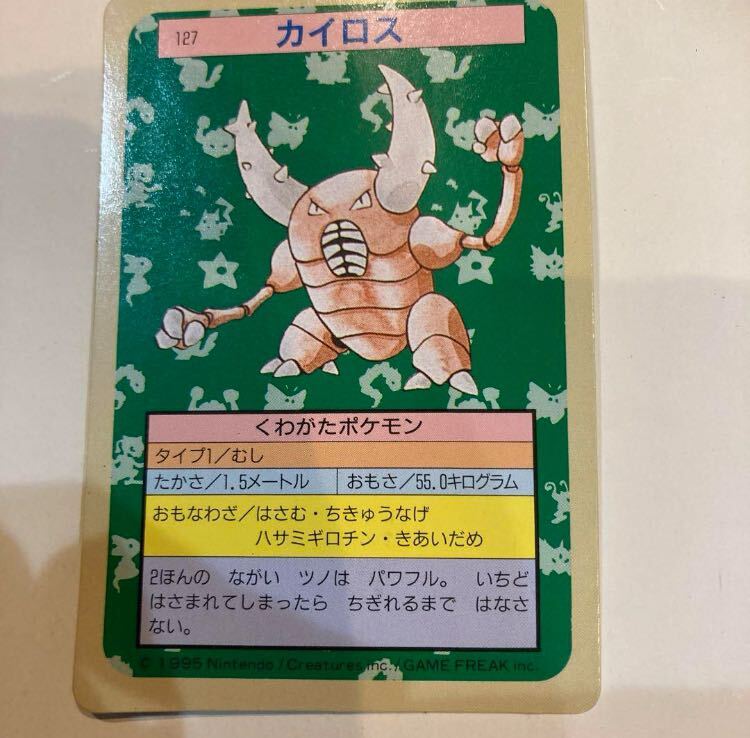 127 カイロス
くわがたポケモン
タイプ1/むし
たかさ/1.5メートル おもさ/55.0キログラム
おもなわざ/はさむ・ちきゅうなげ
ハサミギロチン・きあいだめ
2ほんの ながい ツノは パワフル。 いちど
はさまれてしまったら ちぎれるまで はなさ
ない。
© 1995 Nintendo/Creatures inc./GAME FREAK inc.